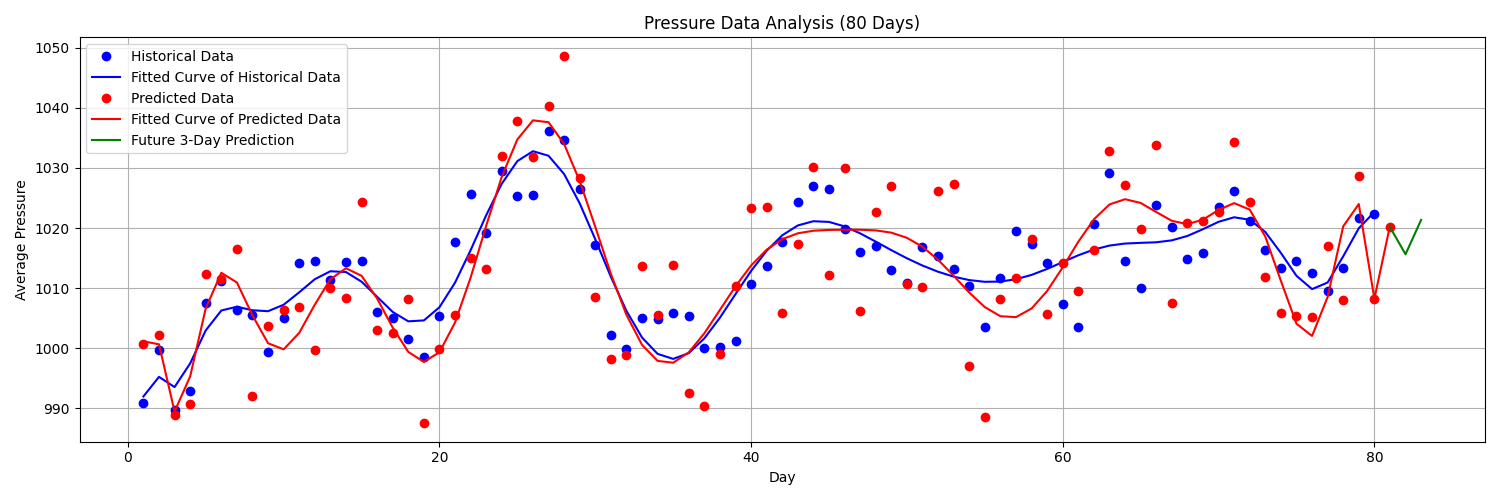 Pressure Data Analysis (80 Days)
Historical Data
Fitted Curve of Historical Data
Predicted Data
Fitted Curve of Predicted Data
Future 3-Day Prediction
Average Pressure
1050
1040
1030
1020
1010
1000
990
0 20 40 60 80
Day